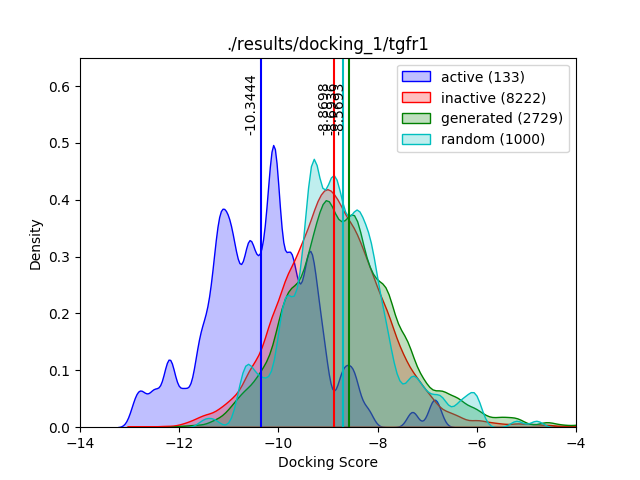 ./results/docking_1/tgfr1
active (133)
inactive (8222)
generated (2729)
random (1000)
-10.3444
-8.8698
-8.5693
Density
0.6
0.5
0.4
0.3
0.2
0.1
0.0
−14
−12
−10
−8
−6
−4
Docking Score